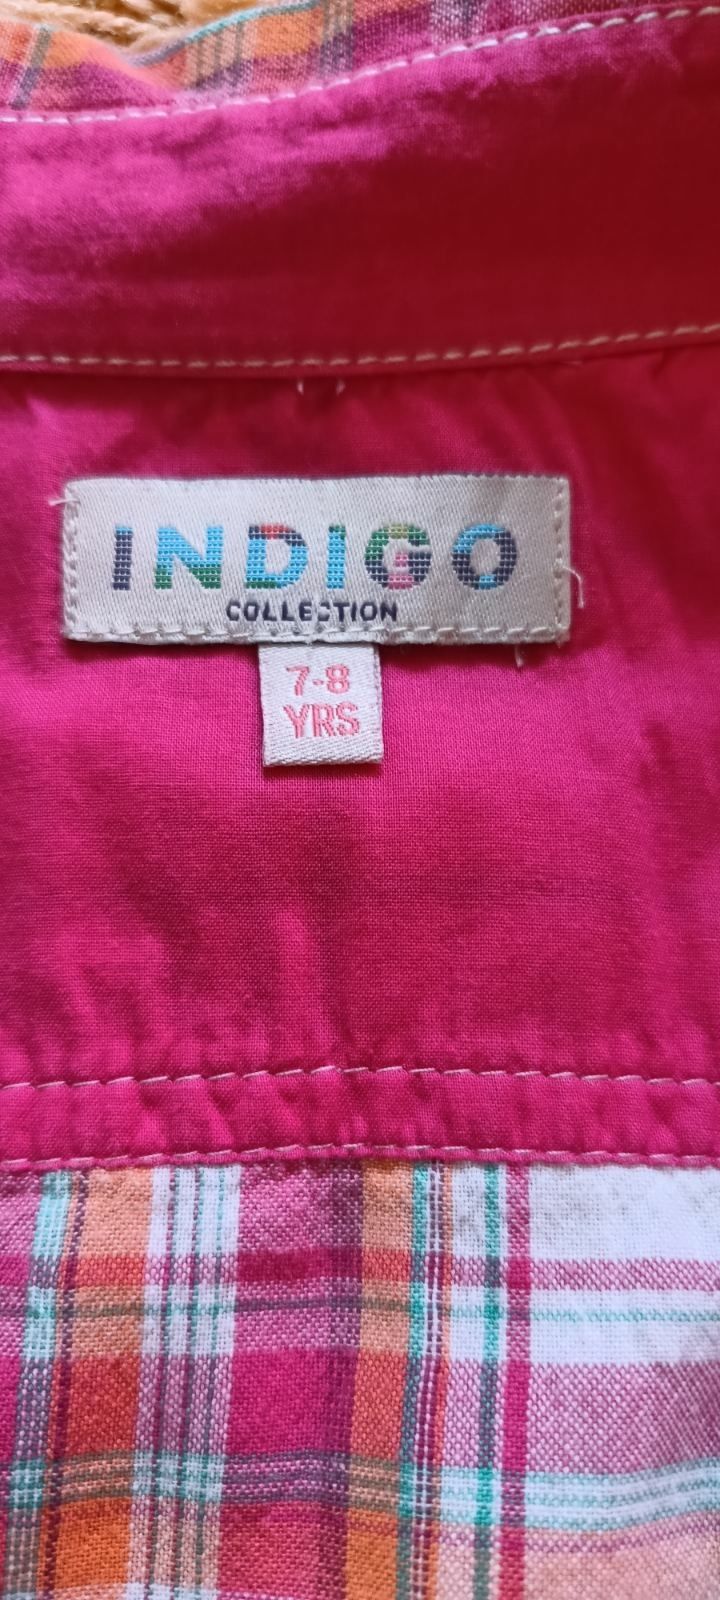 INDIGO
COLLECTION
7-8
YRS